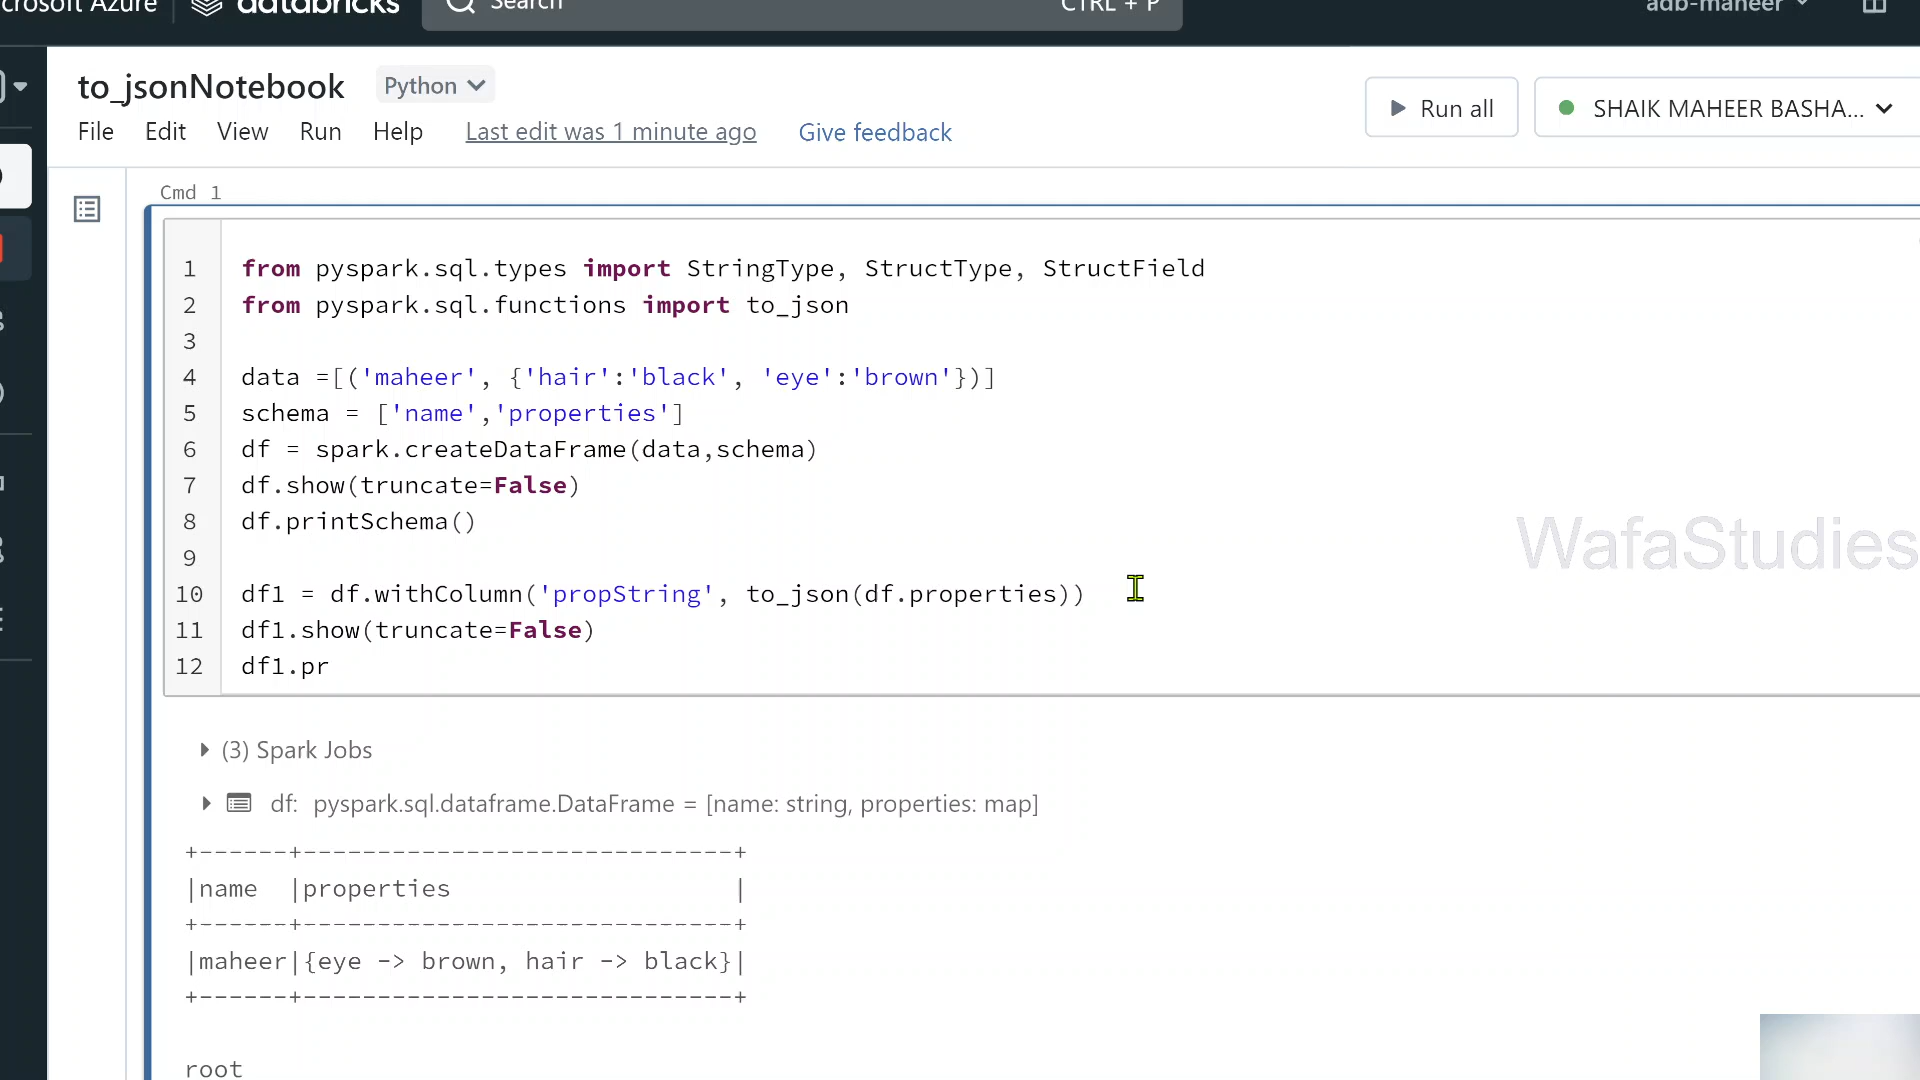 crosoft Azure databricks Search CTRL + P adb-maheer
to_jsonNotebook Python
File Edit View Run Help Last edit was 1 minute ago Give feedback
Run all SHAIK MAHEER BASHA...
Cmd 1
1 from pyspark.sql.types import StringType, StructType, StructField
2 from pyspark.sql.functions import to_json
3
4 data =[('maheer', {'hair':'black', 'eye':'brown'})]
5 schema = ['name','properties']
6 df = spark.createDataFrame(data,schema)
7 df.show(truncate=False)
8 df.printSchema()
9
10 df1 = df.withColumn('propString', to_json(df.properties))
11 df1.show(truncate=False)
12 df1.pr
WafaStudies
(3) Spark Jobs
df: pyspark.sql.dataframe.DataFrame = [name: string, properties: map]
+------+-----------------------------+
|name  |properties                   |
+------+-----------------------------+
|maheer|{eye -> brown, hair -> black}|
+------+-----------------------------+
root